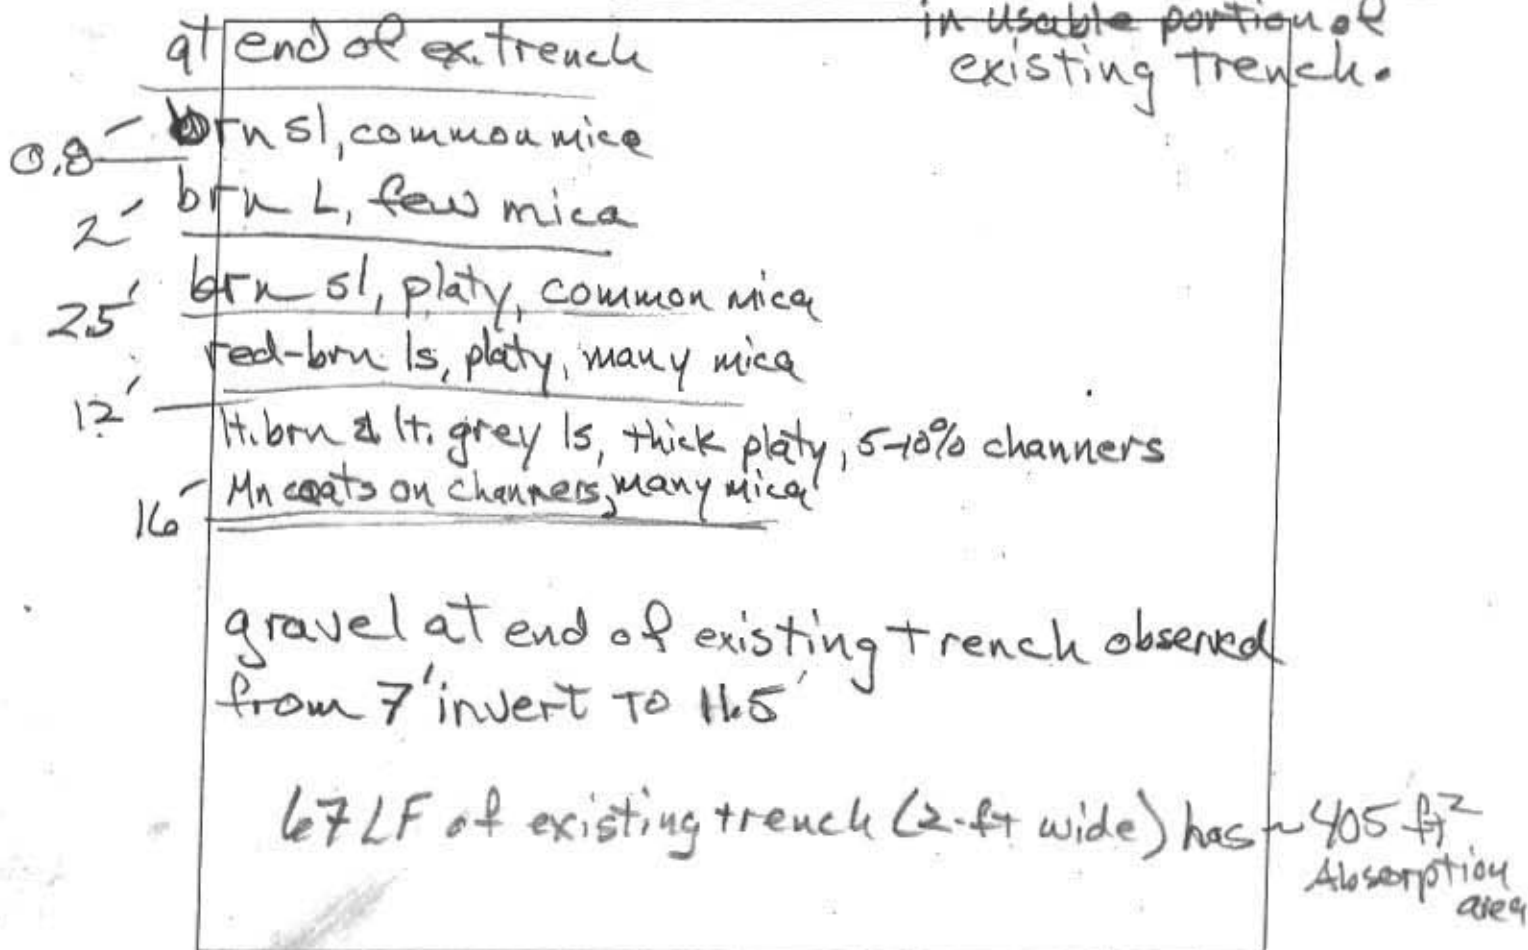 in usable portion of
existing trench.
at end of ex. trench
brn sl, common mica
0.8'
brn L, few mica
2'
brn sl, platy, common mica
2.5'
red-brn ls, platy, many mica
12'
lt. brn & lt. grey ls, thick platy, 5-10% channers
Mn coats on channers, many mica
16'
gravel at end of existing trench observed
from 7' invert to 11.5'
67 LF of existing trench (2-ft wide) has ~ 405 ft²
Absorption
area